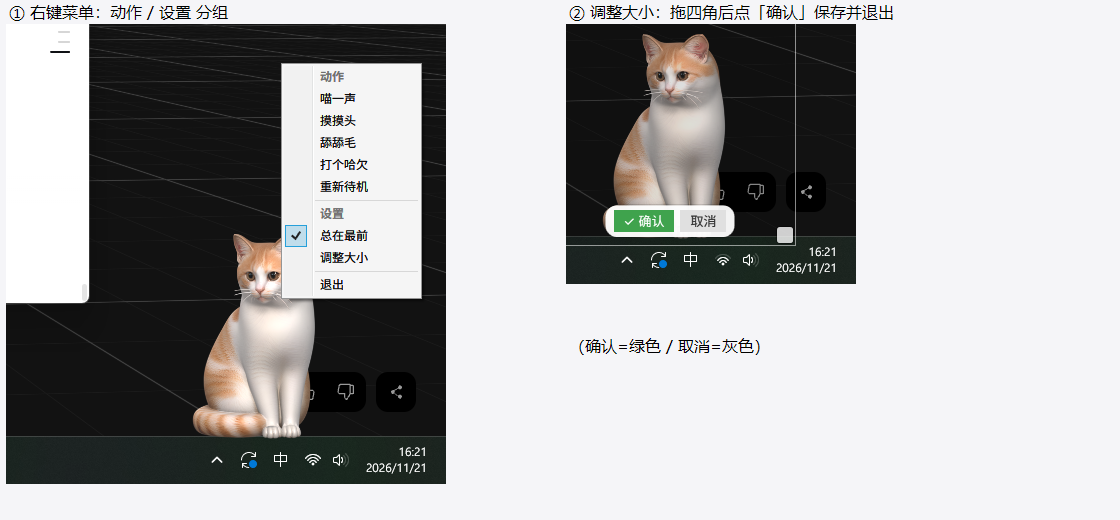 ① 右键菜单：动作 / 设置 分组
动作
喵一声
摸摸头
舔舔毛
打个哈欠
重新待机
设置
总在最前
调整大小
退出
中
16:21
2026/11/21
② 调整大小：拖四角后点「确认」保存并退出
✓ 确认
取消
中
16:21
2026/11/21
（确认=绿色 / 取消=灰色）